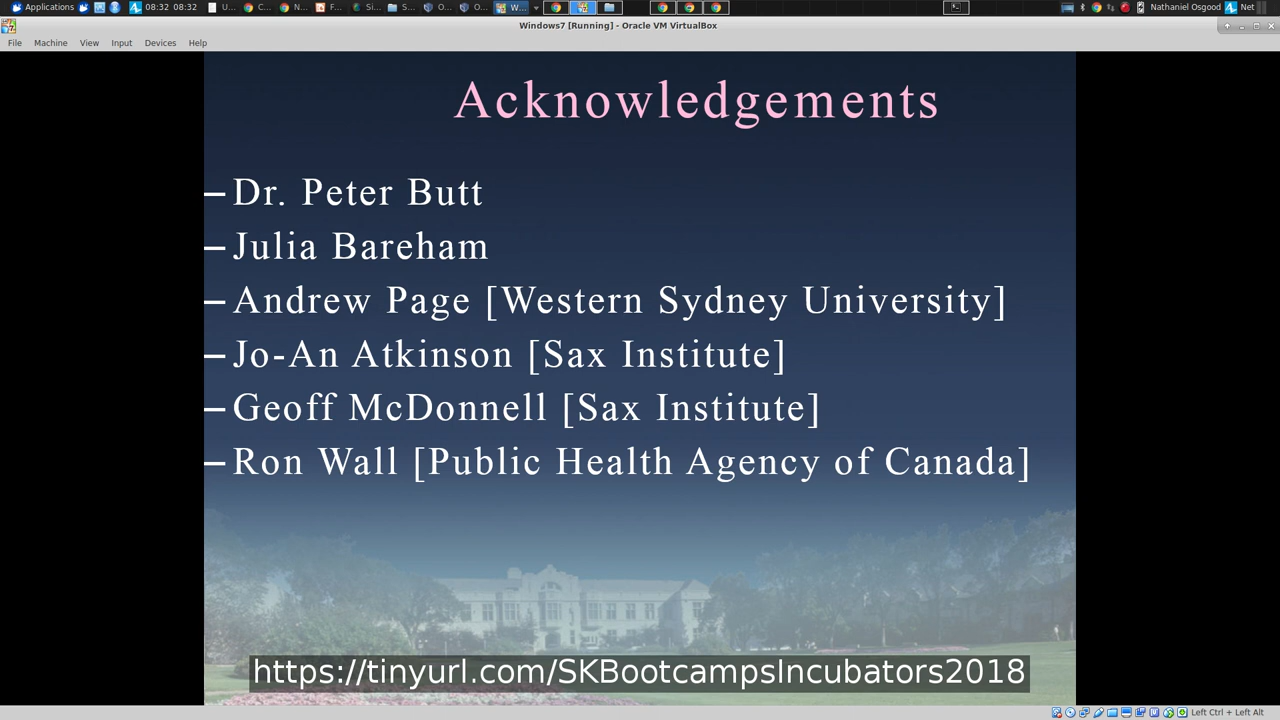 Applications
08:32 08:32
U...
C...
N...
F...
Si...
S...
O...
O...
W...
Nathaniel Osgood
Net
Windows7 [Running] - Oracle VM VirtualBox
File Machine View Input Devices Help
Acknowledgements
– Dr. Peter Butt
– Julia Bareham
– Andrew Page [Western Sydney University]
– Jo-An Atkinson [Sax Institute]
– Geoff McDonnell [Sax Institute]
– Ron Wall [Public Health Agency of Canada]
https://tinyurl.com/SKBootcampsIncubators2018
Left Ctrl + Left Alt